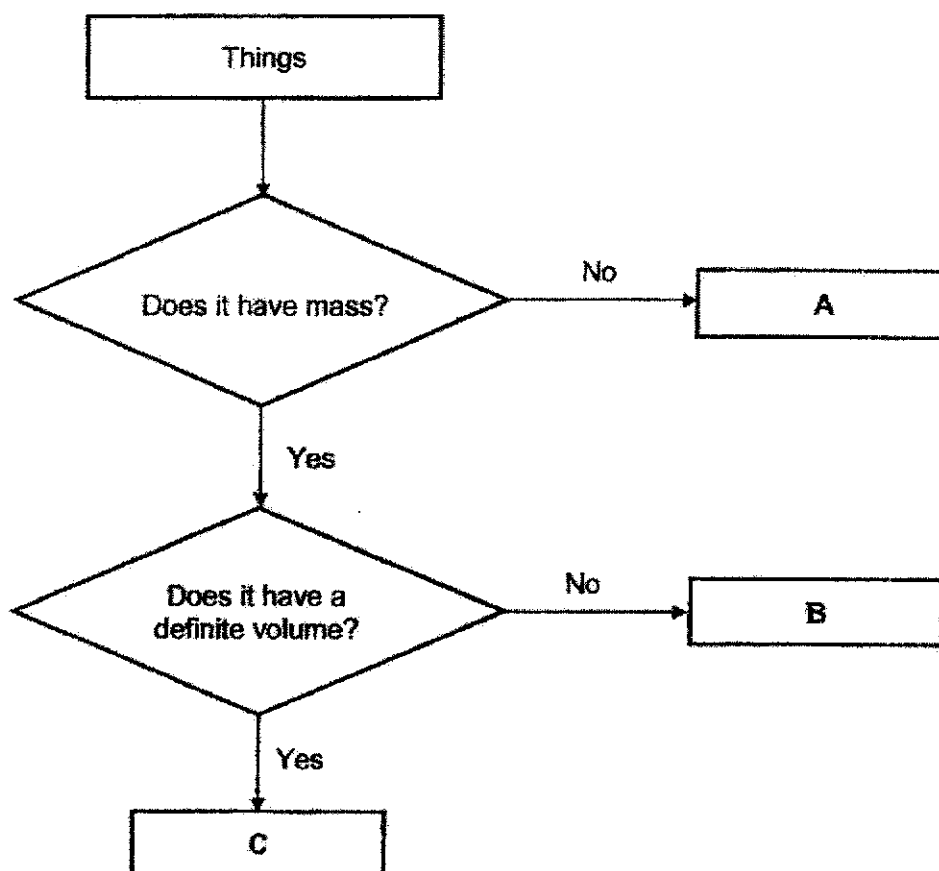 Things
Does it have mass?
No
A
Yes
Does it have a
definite volume?
No
B
Yes
C